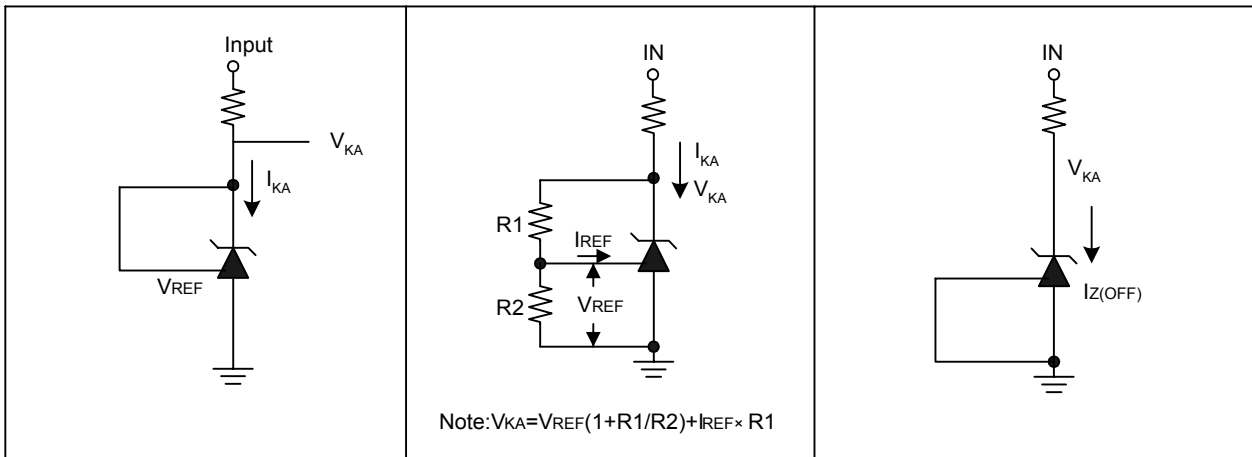 Input
VKA
IKA
VREF
IN
IKA
VKA
R1
IREF
R2
VREF
Note:VKA=VREF(1+R1/R2)+IREF× R1
IN
VKA
IZ(OFF)